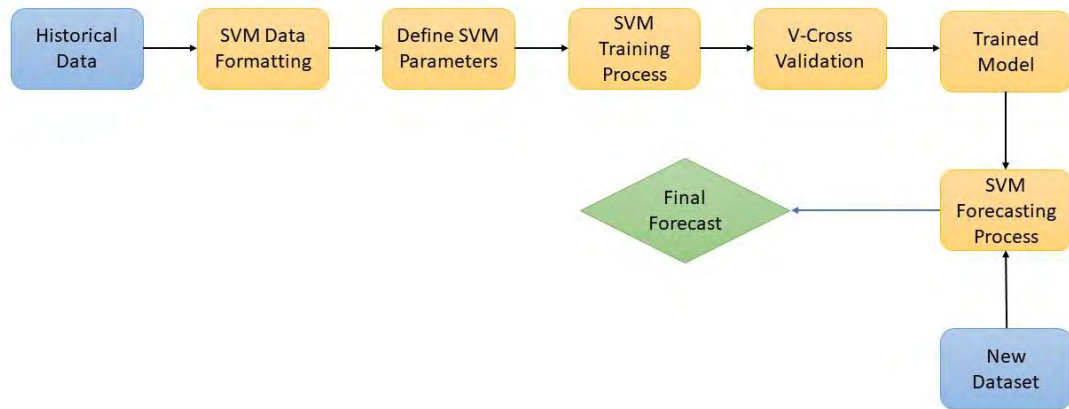 Historical
Data
SVM Data
Formatting
Define SVM
Parameters
SVM
Training
Process
V-Cross
Validation
Trained
Model
Final
Forecast
SVM
Forecasting
Process
New
Dataset